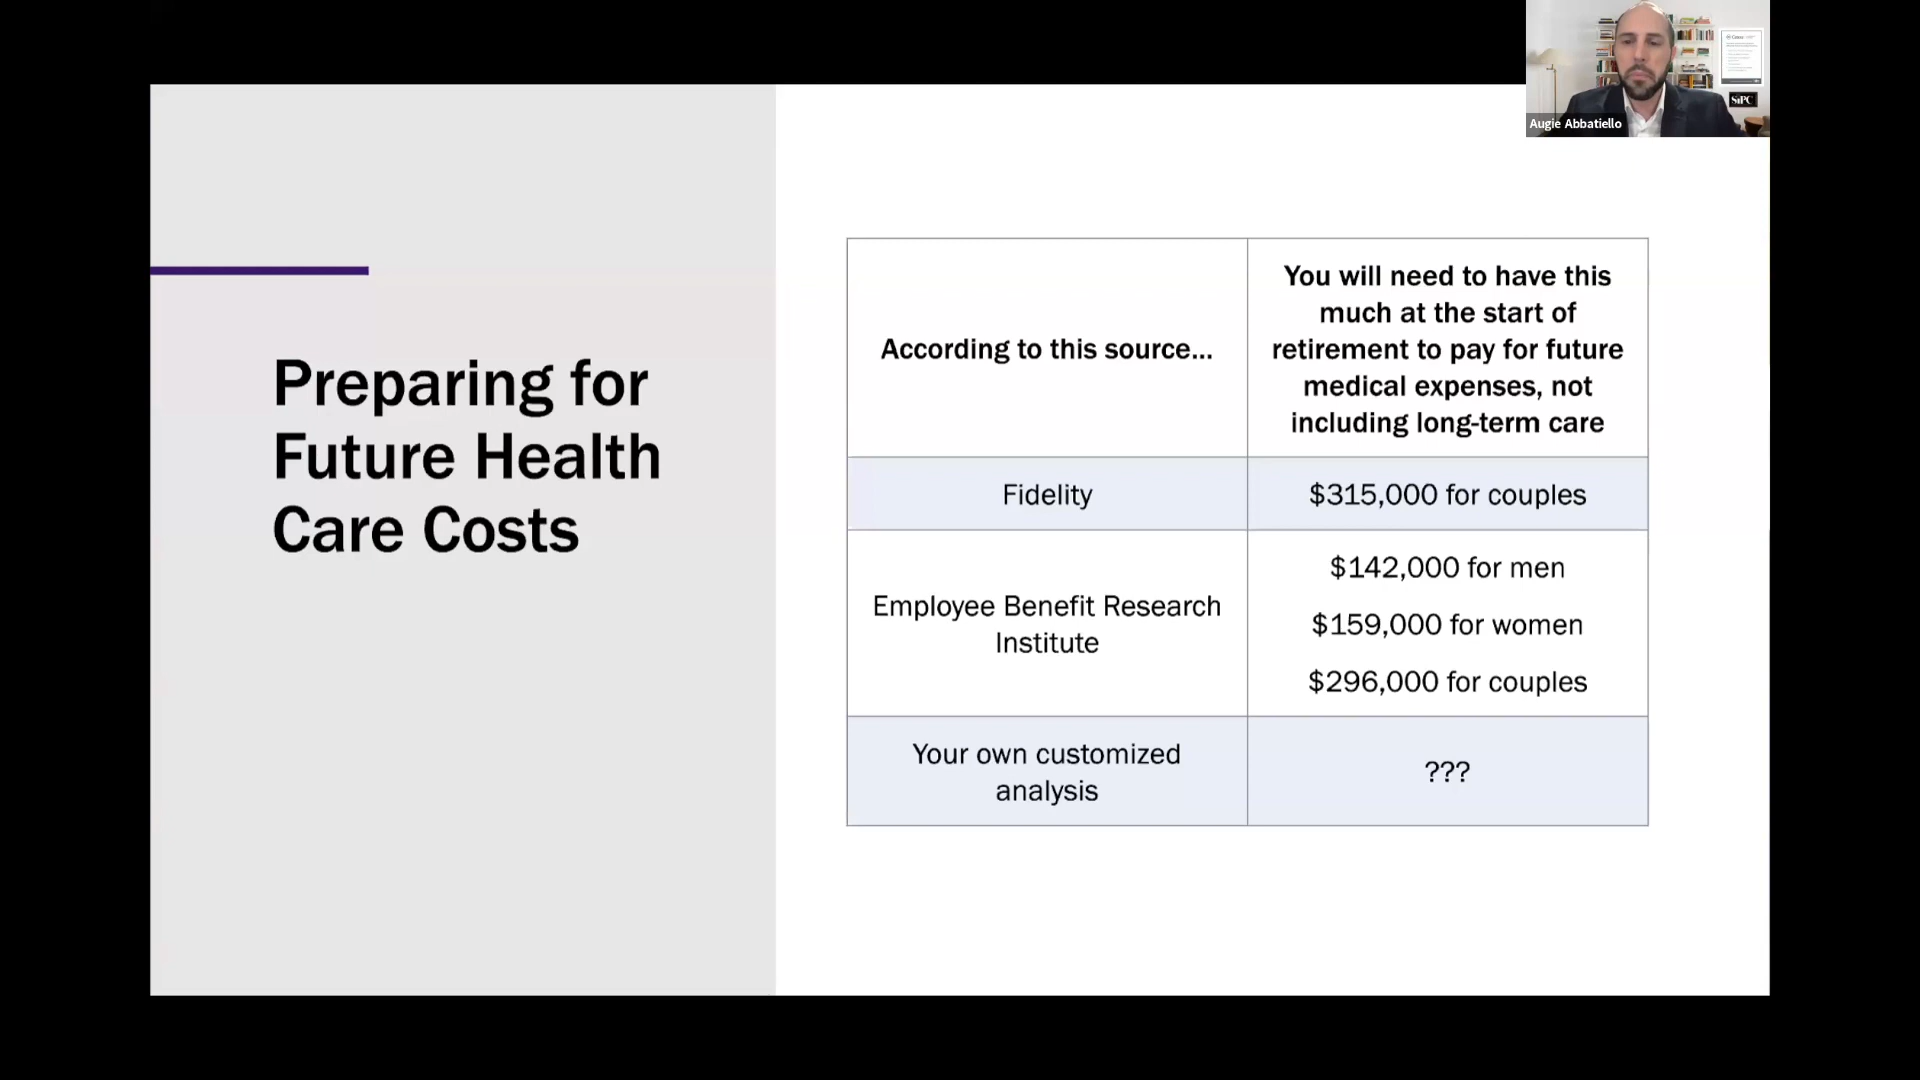 Augie Abbatiello
SiPC
Preparing for
Future Health
Care Costs
According to this source...
You will need to have this
much at the start of
retirement to pay for future
medical expenses, not
including long-term care
Fidelity
$315,000 for couples
Employee Benefit Research
Institute
$142,000 for men
$159,000 for women
$296,000 for couples
Your own customized
analysis
???